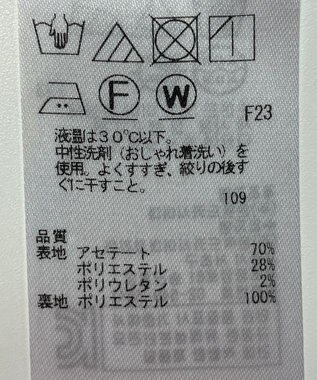 F W
F23
液温は30℃以下。
中性洗剤（おしゃれ着洗い）を
使用。よくすすぎ、絞りの後す
ぐに干すこと。
109
品質
表地 アセテート 70%
ポリエステル 28%
ポリウレタン 2%
裏地 ポリエステル 100%